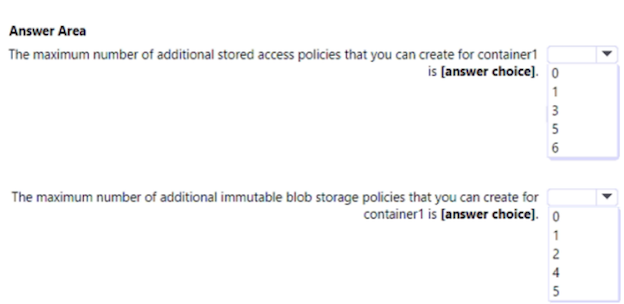 Answer Area
The maximum number of additional stored access policies that you can create for container1
is [answer choice].
0
1
3
5
6
The maximum number of additional immutable blob storage policies that you can create for
container1 is [answer choice].
0
1
2
4
5